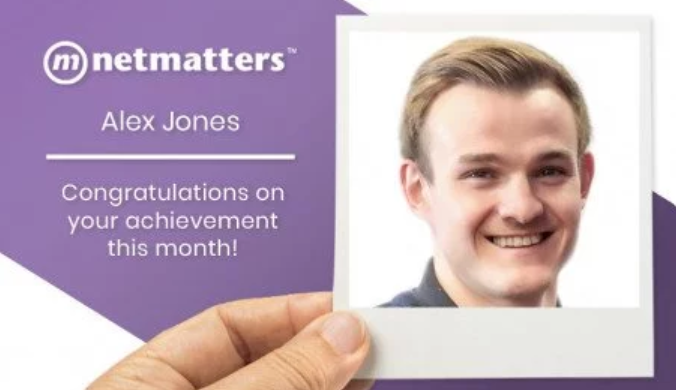 netmatters™
Alex Jones
Congratulations on
your achievement
this month!